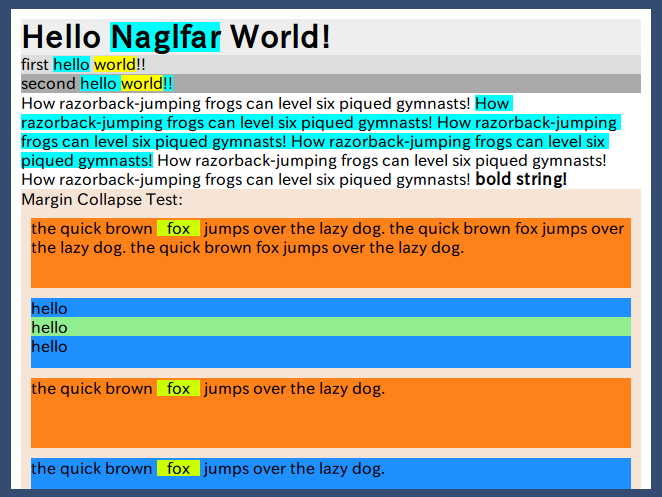 Hello Naglfar World!
first hello world!!
second hello world!!
How razorback-jumping frogs can level six piqued gymnasts! How
razorback-jumping frogs can level six piqued gymnasts! How razorback-jumping
frogs can level six piqued gymnasts! How razorback-jumping frogs can level six
piqued gymnasts! How razorback-jumping frogs can level six piqued gymnasts!
How razorback-jumping frogs can level six piqued gymnasts! bold string!
Margin Collapse Test:
the quick brown fox jumps over the lazy dog. the quick brown fox jumps over
the lazy dog. the quick brown fox jumps over the lazy dog.
hello
hello
hello
the quick brown fox jumps over the lazy dog.
the quick brown fox jumps over the lazy dog.